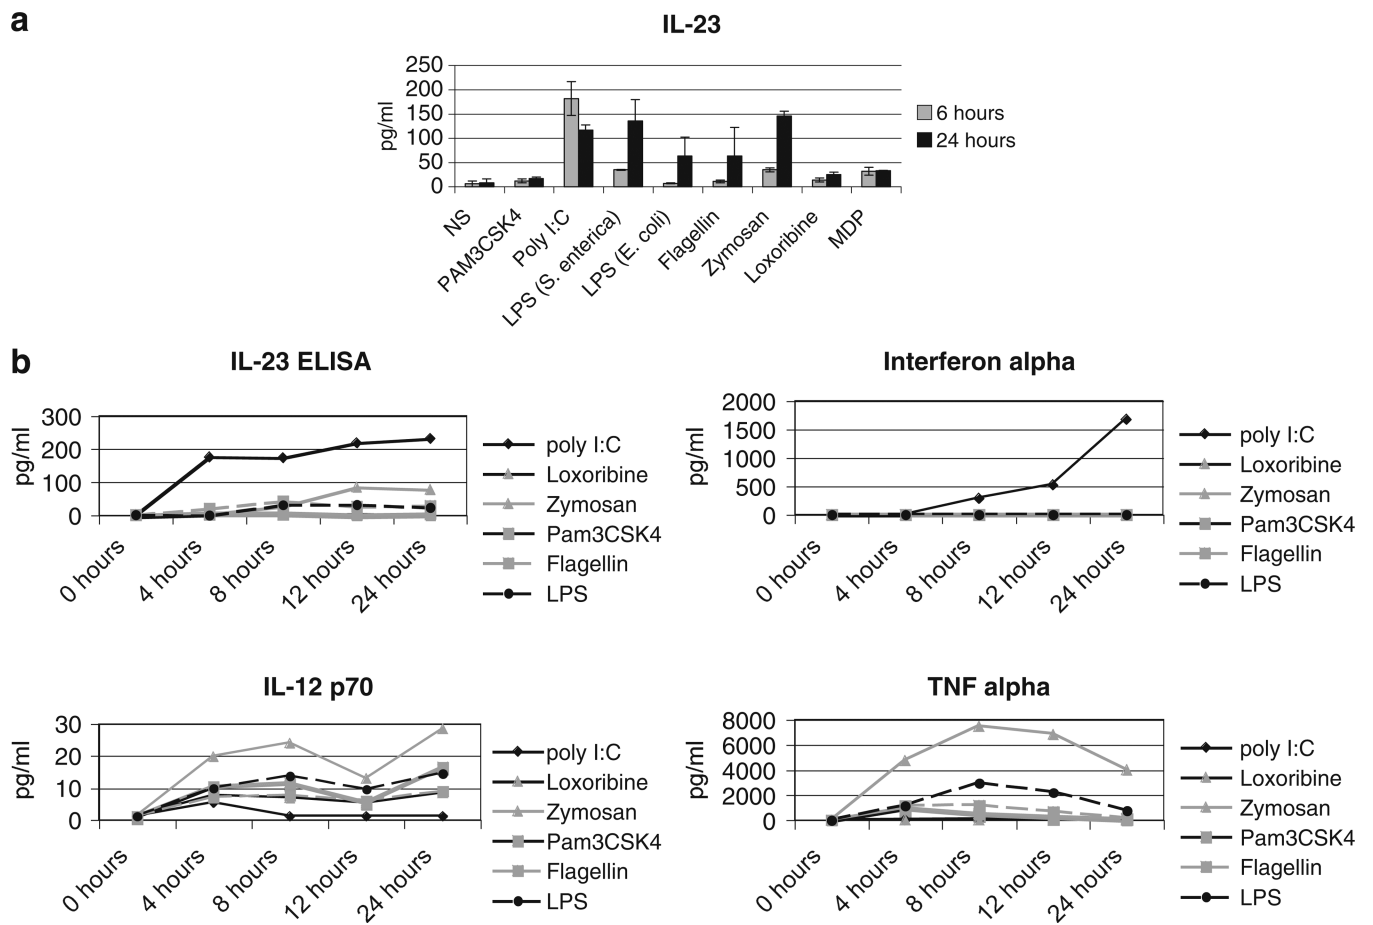 a
IL-23
250
200
150
100
50
0
pg/ml
6 hours
24 hours
NS
PAM3CSK4
Poly I:C
LPS (S. enterica)
LPS (E. coli)
Flagellin
Zymosan
Loxoribine
MDP
b
IL-23 ELISA
300
200
100
0
pg/ml
0 hours
4 hours
8 hours
12 hours
24 hours
poly I:C
Loxoribine
Zymosan
Pam3CSK4
Flagellin
LPS
Interferon alpha
2000
1500
1000
500
0
pg/ml
0 hours
4 hours
8 hours
12 hours
24 hours
poly I:C
Loxoribine
Zymosan
Pam3CSK4
Flagellin
LPS
IL-12 p70
30
20
10
0
pg/ml
0 hours
4 hours
8 hours
12 hours
24 hours
poly I:C
Loxoribine
Zymosan
Pam3CSK4
Flagellin
LPS
TNF alpha
8000
6000
4000
2000
0
pg/ml
0 hours
4 hours
8 hours
12 hours
24 hours
poly I:C
Loxoribine
Zymosan
Pam3CSK4
Flagellin
LPS